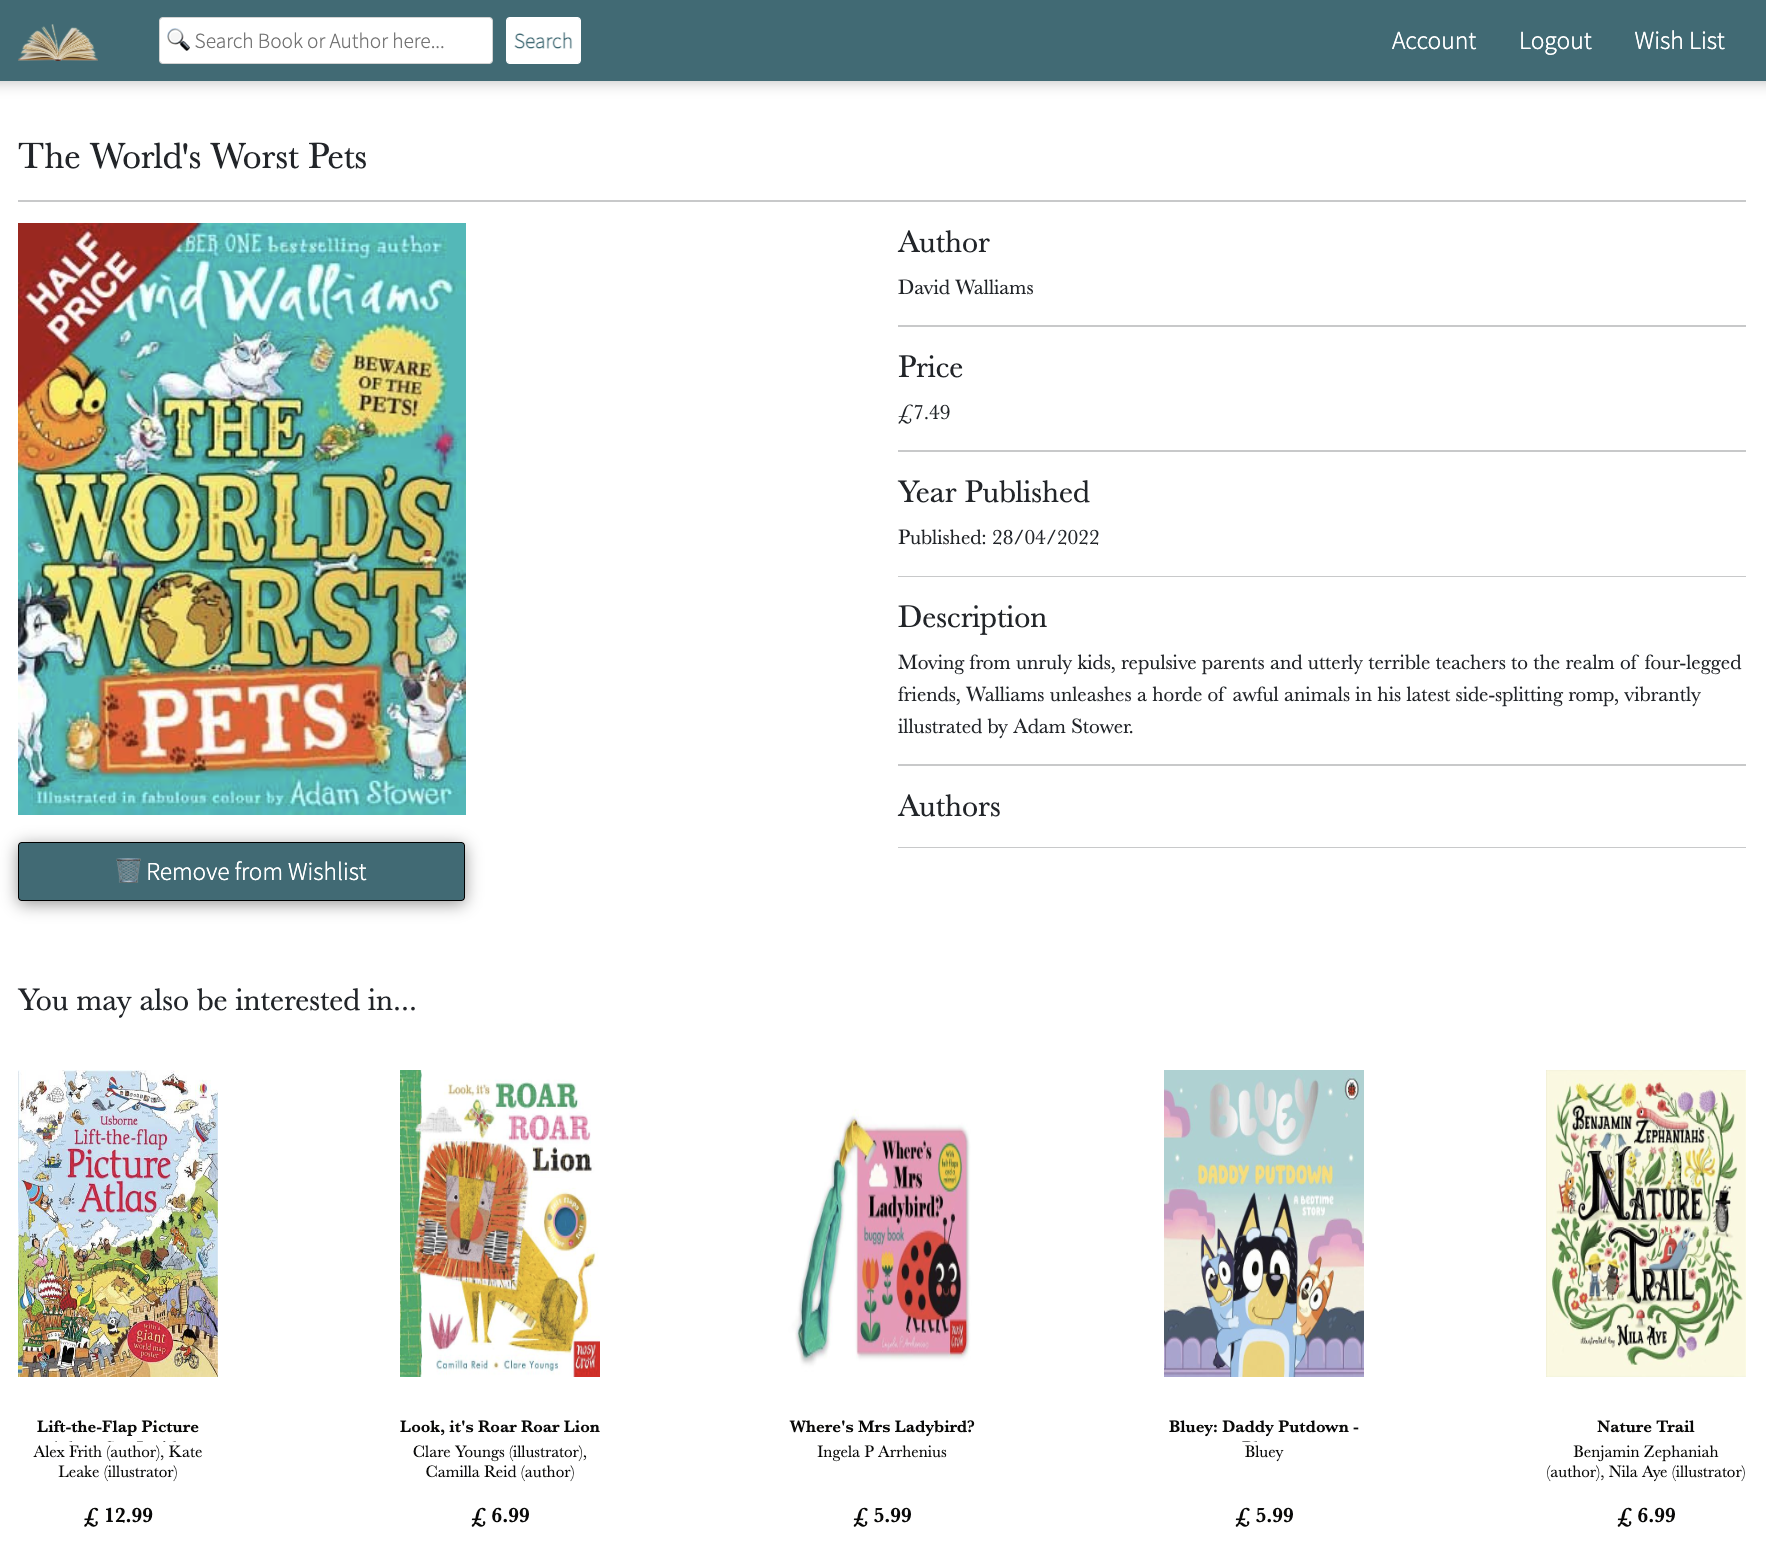 Search Book or Author here...
Search
Account
Logout
Wish List
The World's Worst Pets
HALF
PRICE
BER ONE bestselling author
vid Walliams
BEWARE
OF THE
PETS!
THE
WORLD'S
WORST
PETS
Illustrated in fabulous colour by Adam Stower
Remove from Wishlist
Author
David Walliams
Price
£7.49
Year Published
Published: 28/04/2022
Description
Moving from unruly kids, repulsive parents and utterly terrible teachers to the realm of four-legged
friends, Walliams unleashes a horde of awful animals in his latest side-splitting romp, vibrantly
illustrated by Adam Stower.
Authors
You may also be interested in...
Usborne
Lift-the-flap
Picture
Atlas
With a
giant
world map
poster
Lift-the-Flap Picture
Alex Frith (author), Kate
Leake (illustrator)
£ 12.99
Look, it's
ROAR
ROAR
Lion
Camilla Reid • Clare Youngs
nosy
crow
Look, it's Roar Roar Lion
Clare Youngs (illustrator),
Camilla Reid (author)
£ 6.99
Where's
Mrs
Ladybird?
buggy book
nosy
crow
Where's Mrs Ladybird?
Ingela P Arrhenius
£ 5.99
BLUEY
DADDY PUTDOWN
A BEDTIME
STORY
Bluey: Daddy Putdown -
Bluey
£ 5.99
BENJAMIN
ZEPHANIAH'S
NATURE
TRAIL
illustrated by NILA AYE
Nature Trail
Benjamin Zephaniah
(author), Nila Aye (illustrator)
£ 6.99